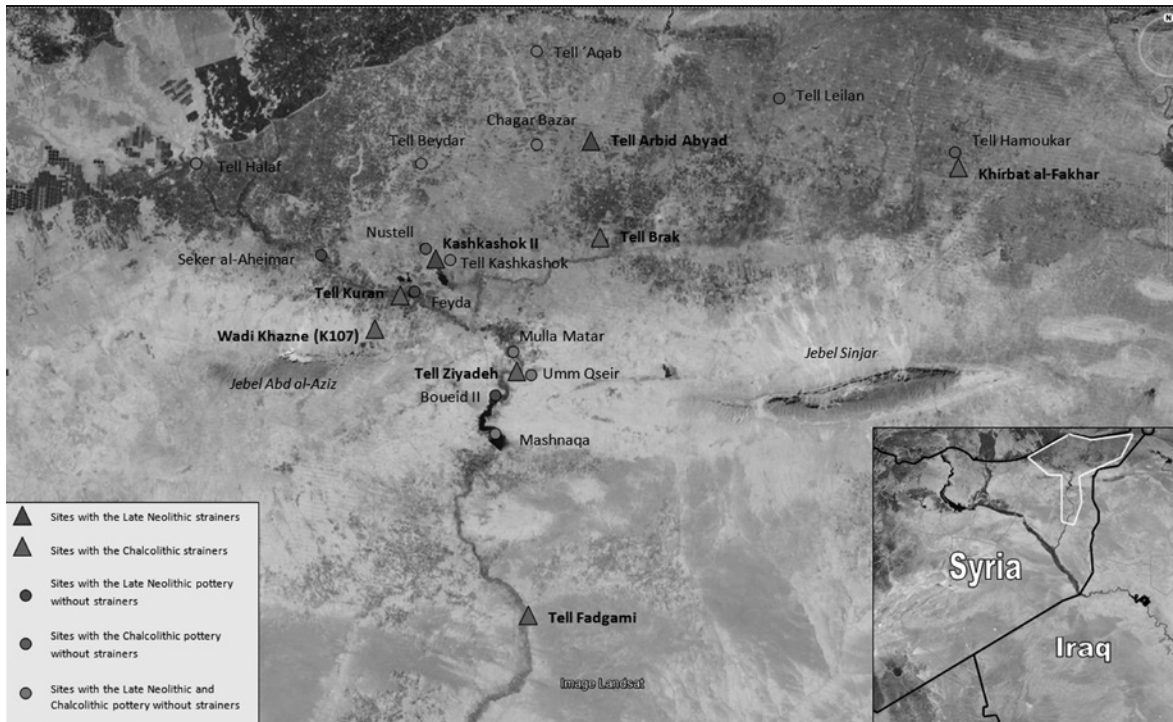 N
Tell ´Aqab
Tell Leilan
Chagar Bazar
Tell Beydar
Tell Arbid Abyad
Tell Hamoukar
Tell Halaf
Khirbat al-Fakhar
Nustell
Tell Brak
Kashkashok II
Seker al-Aheimar
Tell Kashkashok
Tell Kuran
Feyda
Wadi Khazne (K107)
Mulla Matar
Jebel Sinjar
Tell Ziyadeh
Umm Qseir
Jebel Abd al-Aziz
Boueid II
Mashnaqa
Tell Fadgami
Image Landsat
Sites with the Late Neolithic strainers
Sites with the Chalcolithic strainers
Sites with the Late Neolithic pottery
without strainers
Sites with the Chalcolithic pottery
without strainers
Sites with the Late Neolithic and
Chalcolithic pottery without strainers
Syria
Iraq